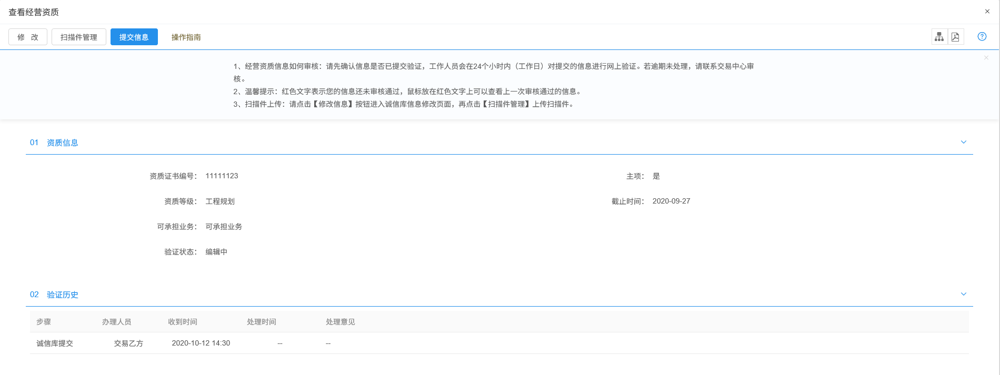 查看经营资质
修 改 扫描件管理 提交信息 操作指南
1、经营资质信息如何审核：请先确认信息是否已提交验证，工作人员会在24个小时内（工作日）对提交的信息进行网上验证。若逾期未处理，请联系交易中心审
核。
2、温馨提示：红色文字表示您的信息还未审核通过，鼠标放在红色文字上可以查看上一次审核通过的信息。
3、扫描件上传：请点击【修改信息】按钮进入诚信库信息修改页面，再点击【扫描件管理】上传扫描件。
01 资质信息
资质证书编号： 11111123 主项： 是
资质等级： 工程规划 截止时间： 2020-09-27
可承担业务： 可承担业务
验证状态： 编辑中
02 验证历史
步骤 办理人员 收到时间 处理时间 处理意见
诚信库提交 交易乙方 2020-10-12 14:30 -- --